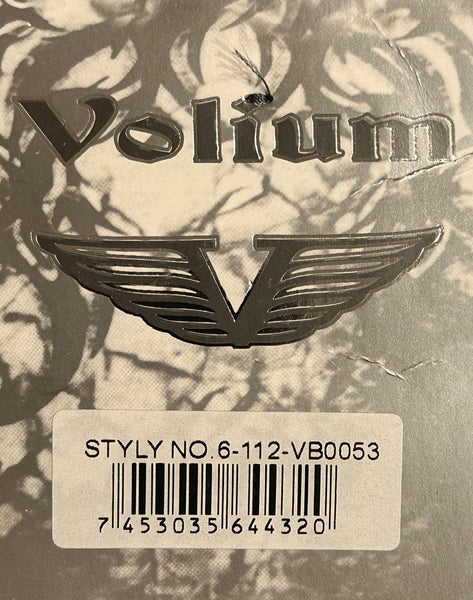 Volium
V
STYLY NO.6-112-VB0053
7 453035 644320